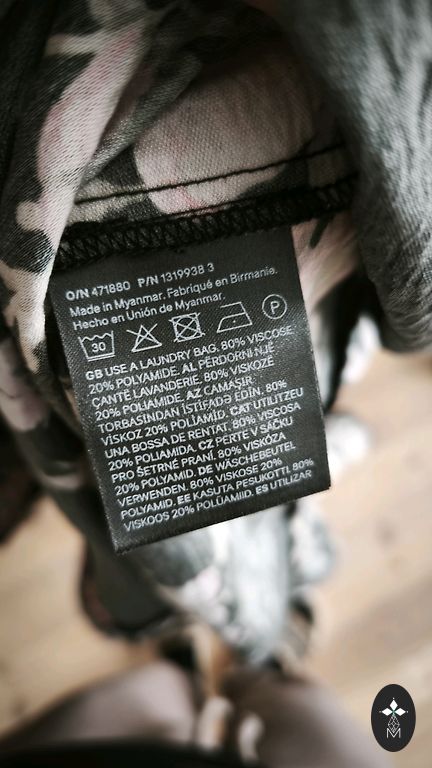 O/N 471880 P/N 1319938 3
Made in Myanmar. Fabriqué en Birmanie.
Hecho en Unión de Myanmar.
30 P
GB USE A LAUNDRY BAG. 80% VISCOSE
20% POLYAMIDE. AL PËRDORNI NJË
ÇANTË LAVANDERIE. 80% VISKOZË
20% POLIAMIDE. AZ CAMAŞIR
TORBASINDAN İSTİFADƏ EDİN. 80%
VİSKOZ 20% POLİAMİD. CAT UTILITZEU
UNA BOSSA DE RENTAT. 80% VISCOSA
20% POLIAMIDA. CZ PERTE V SÁČKU
PRO ŠETRNÉ PRANÍ. 80% VISKÓZA
20% POLYAMID. DE WÄSCHEBEUTEL
VERWENDEN. 80% VISKOSE 20%
POLYAMID. EE KASUTA PESUKOTTI. 80%
VISKOOS 20% POLÜAMIID. ES UTILIZAR
M